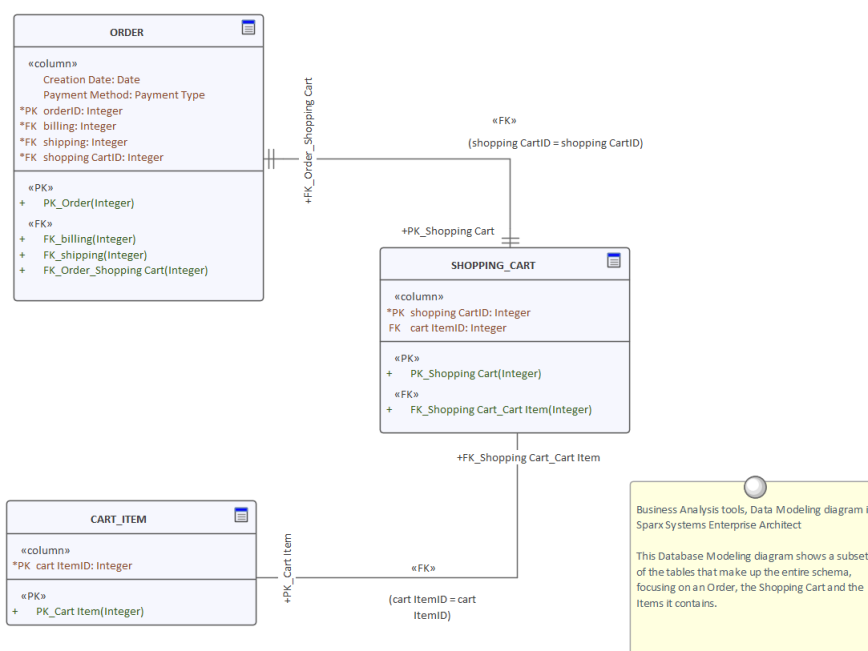 ORDER
«column»
Creation Date: Date
Payment Method: Payment Type
*PK orderID: Integer
*FK billing: Integer
*FK shipping: Integer
*FK shopping CartID: Integer
«PK»
+ PK_Order(Integer)
«FK»
+ FK_billing(Integer)
+ FK_shipping(Integer)
+ FK_Order_Shopping Cart(Integer)
+FK_Order_Shopping Cart
«FK»
(shopping CartID = shopping CartID)
+PK_Shopping Cart
SHOPPING_CART
«column»
*PK shopping CartID: Integer
FK cart ItemID: Integer
«PK»
+ PK_Shopping Cart(Integer)
«FK»
+ FK_Shopping Cart_Cart Item(Integer)
+FK_Shopping Cart_Cart Item
CART_ITEM
«column»
*PK cart ItemID: Integer
«PK»
+ PK_Cart Item(Integer)
+PK_Cart Item
«FK»
(cart ItemID = cart
ItemID)
Business Analysis tools, Data Modeling diagram
Sparx Systems Enterprise Architect
This Database Modeling diagram shows a subset
of the tables that make up the entire schema,
focusing on an Order, the Shopping Cart and the
Items it contains.